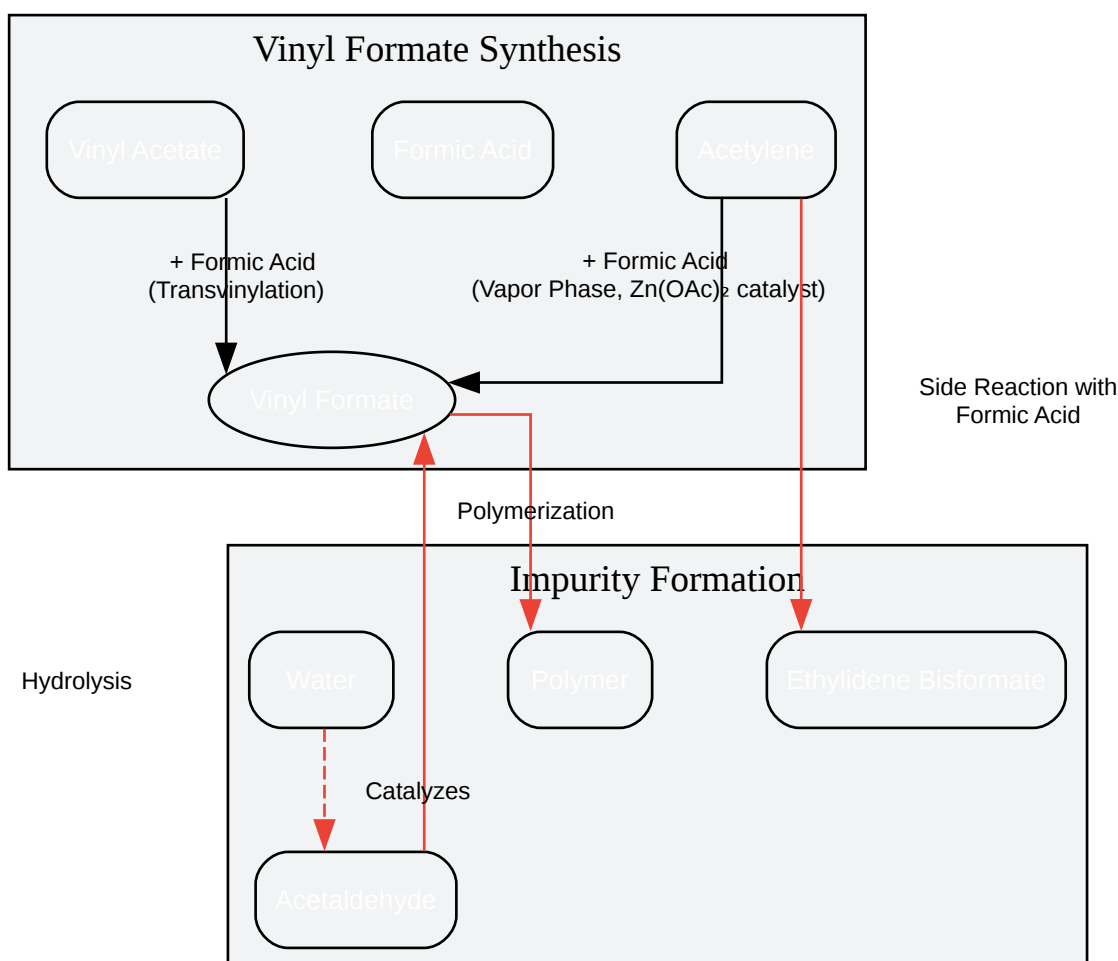 Vinyl Formate Synthesis
Vinyl Acetate
Formic Acid
Acetylene
+ Formic Acid
(Transvinylation)
+ Formic Acid
(Vapor Phase, Zn(OAc)₂ catalyst)
Vinyl Formate
Side Reaction with
Formic Acid
Polymerization
Impurity Formation
Water
Polymer
Ethylidene Bisformate
Hydrolysis
Catalyzes
Acetaldehyde